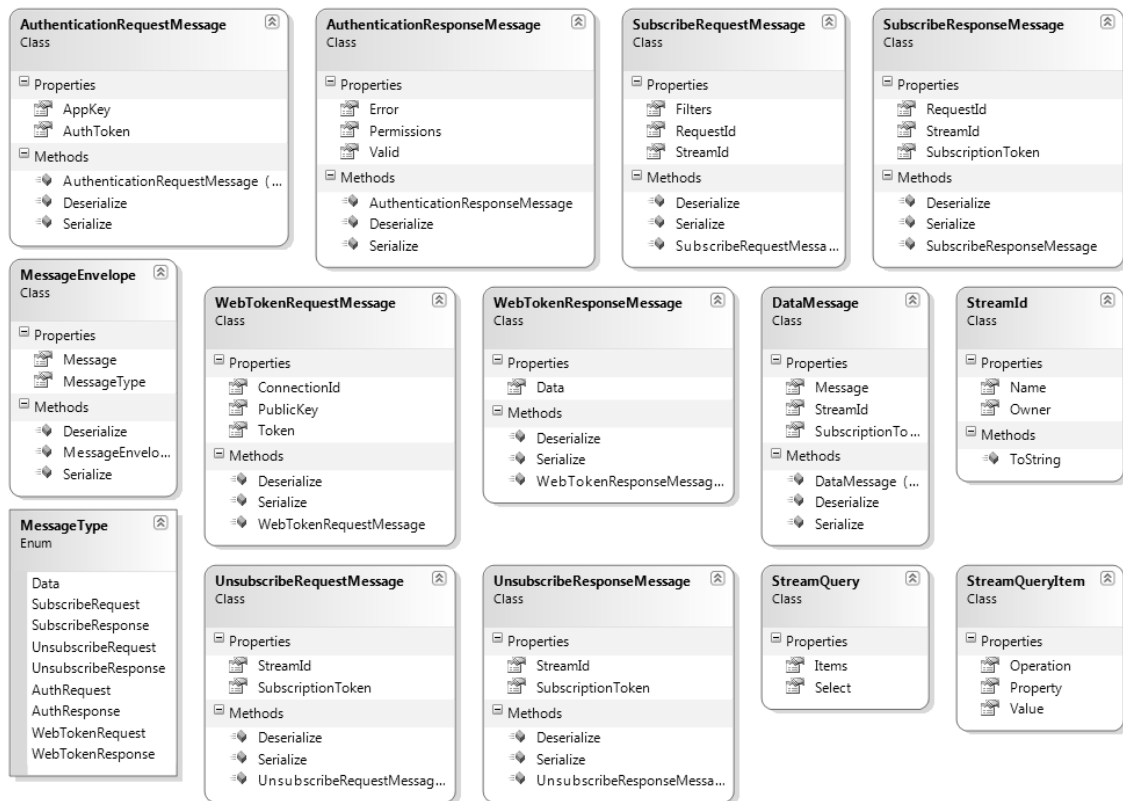 AuthenticationRequestMessage
Class
Properties
AppKey
AuthToken
Methods
AuthenticationRequestMessage (...
Deserialize
Serialize
AuthenticationResponseMessage
Class
Properties
Error
Permissions
Valid
Methods
AuthenticationResponseMessage
Deserialize
Serialize
SubscribeRequestMessage
Class
Properties
Filters
RequestId
StreamId
Methods
Deserialize
Serialize
SubscribeRequestMessa...
SubscribeResponseMessage
Class
Properties
RequestId
StreamId
SubscriptionToken
Methods
Deserialize
Serialize
SubscribeResponseMessage
MessageEnvelope
Class
Properties
Message
MessageType
Methods
Deserialize
MessageEnvelo...
Serialize
WebTokenRequestMessage
Class
Properties
ConnectionId
PublicKey
Token
Methods
Deserialize
Serialize
WebTokenRequestMessage
WebTokenResponseMessage
Class
Properties
Data
Methods
Deserialize
Serialize
WebTokenResponseMessag...
DataMessage
Class
Properties
Message
StreamId
SubscriptionTo...
Methods
DataMessage (...
Deserialize
Serialize
StreamId
Class
Properties
Name
Owner
Methods
ToString
MessageType
Enum
Data
SubscribeRequest
SubscribeResponse
UnsubscribeRequest
UnsubscribeResponse
AuthRequest
AuthResponse
WebTokenRequest
WebTokenResponse
UnsubscribeRequestMessage
Class
Properties
StreamId
SubscriptionToken
Methods
Deserialize
Serialize
UnsubscribeRequestMessag...
UnsubscribeResponseMessage
Class
Properties
StreamId
SubscriptionToken
Methods
Deserialize
Serialize
UnsubscribeResponseMessa...
StreamQuery
Class
Properties
Items
Select
StreamQueryItem
Class
Properties
Operation
Property
Value